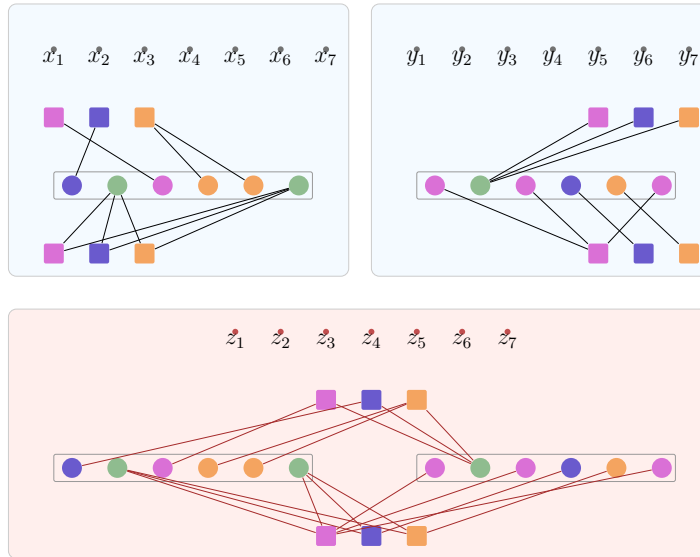 x₁ x₂ x₃ x₄ x₅ x₆ x₇
y₁ y₂ y₃ y₄ y₅ y₆ y₇
z₁ z₂ z₃ z₄ z₅ z₆ z₇